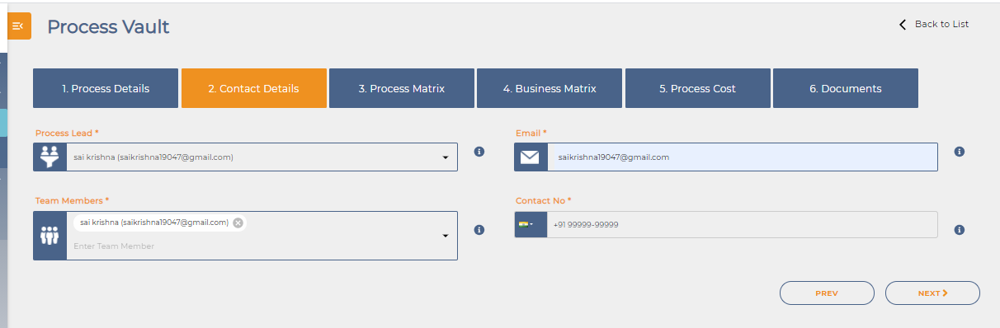 Process Vault
Back to List
1. Process Details
2. Contact Details
3. Process Matrix
4. Business Matrix
5. Process Cost
6. Documents
Process Lead *
Email *
sai krishna (saikrishna19047@gmail.com)
saikrishna19047@gmail.com
Team Members *
Contact No *
sai krishna (saikrishna19047@gmail.com)
+91 99999-99999
Enter Team Member
PREV
NEXT